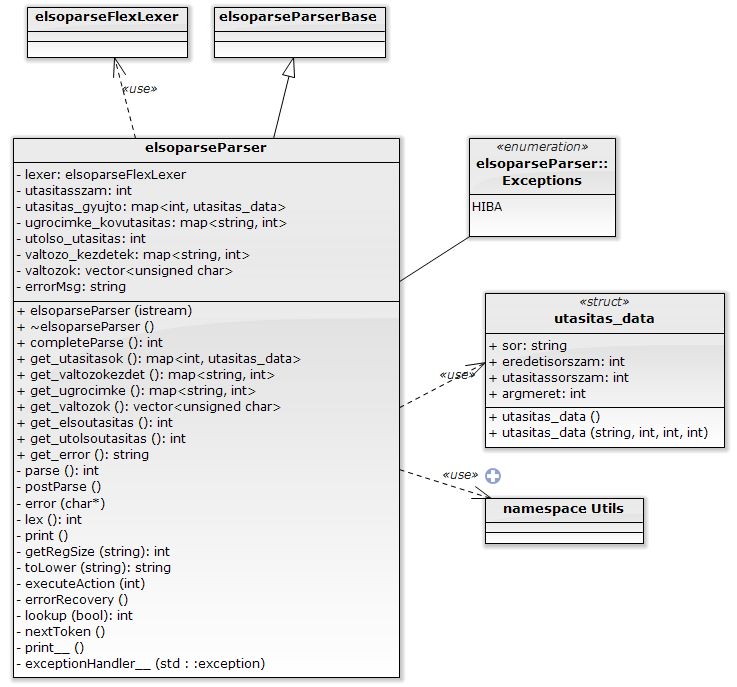 elsoparseFlexLexer
elsoparseParserBase
«use»
elsoparseParser
- lexer: elsoparseFlexLexer
- utasitasszam: int
- utasitas_gyujto: map<int, utasitas_data>
- ugrocimke_kovutasitas: map<string, int>
- utolso_utasitas: int
- valtozo_kezdetek: map<string, int>
- valtozok: vector<unsigned char>
- errorMsg: string
+ elsoparseParser (istream)
+ ~elsoparseParser ()
+ completeParse (): int
+ get_utasitasok (): map<int, utasitas_data>
+ get_valtozokezdet (): map<string, int>
+ get_ugrocimke (): map<string, int>
+ get_valtozok (): vector<unsigned char>
+ get_elsoutasitas (): int
+ get_utolsoutasitas (): int
+ get_error (): string
- parse (): int
- postParse ()
- error (char*)
- lex (): int
- print ()
- getRegSize (string): int
- toLower (string): string
- executeAction (int)
- errorRecovery ()
- lookup (bool): int
- nextToken ()
- print__ ()
- exceptionHandler__ (std : :exception)
«enumeration»
elsoparseParser::
Exceptions
HIBA
«use»
«struct»
utasitas_data
+ sor: string
+ eredetisorszam: int
+ utasitassorszam: int
+ argmeret: int
+ utasitas_data ()
+ utasitas_data (string, int, int, int)
«use»
namespace Utils